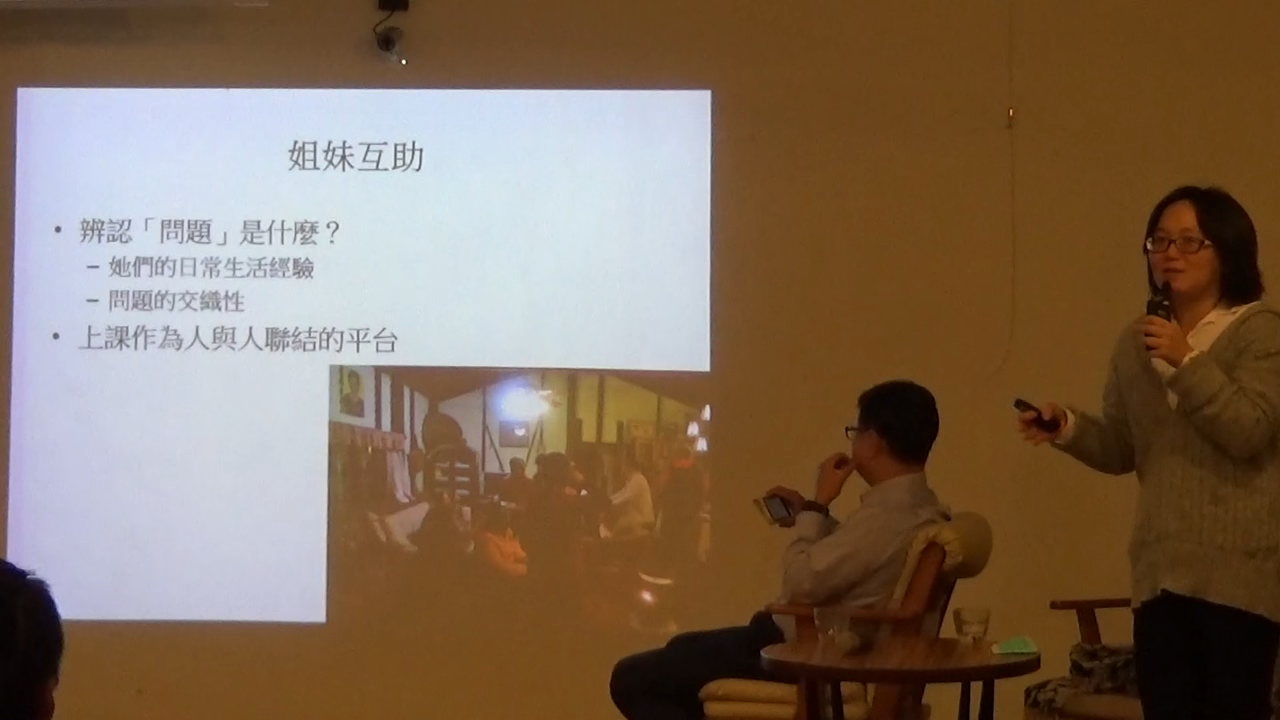 姐妹互助
• 辨認「問題」是什麼？
– 她們的日常生活經驗
– 問題的交織性
• 上課作為人與人聯結的平台